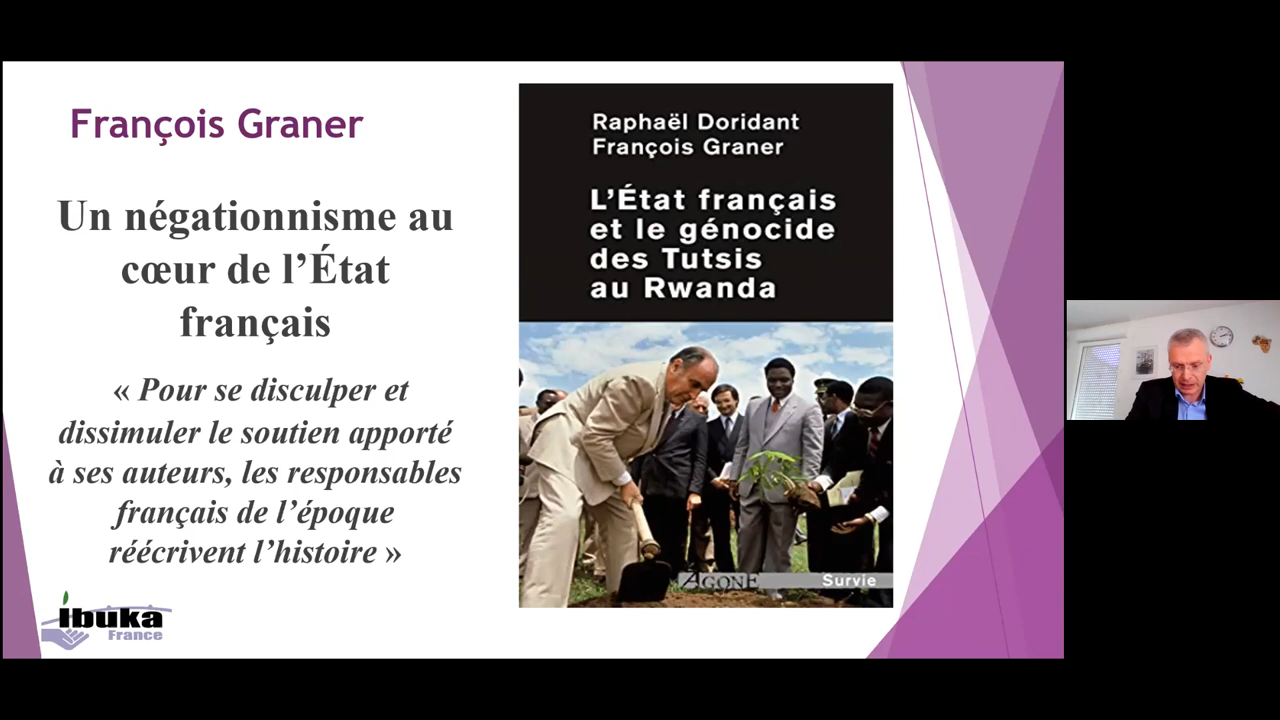 François Graner
Un négationnisme au
cœur de l’État
français
« Pour se disculper et
dissimuler le soutien apporté
à ses auteurs, les responsables
français de l’époque
réécrivent l’histoire »
ibuka
France
Raphaël Doridant
François Graner
L’État français
et le génocide
des Tutsis
au Rwanda
AGONE
Survie